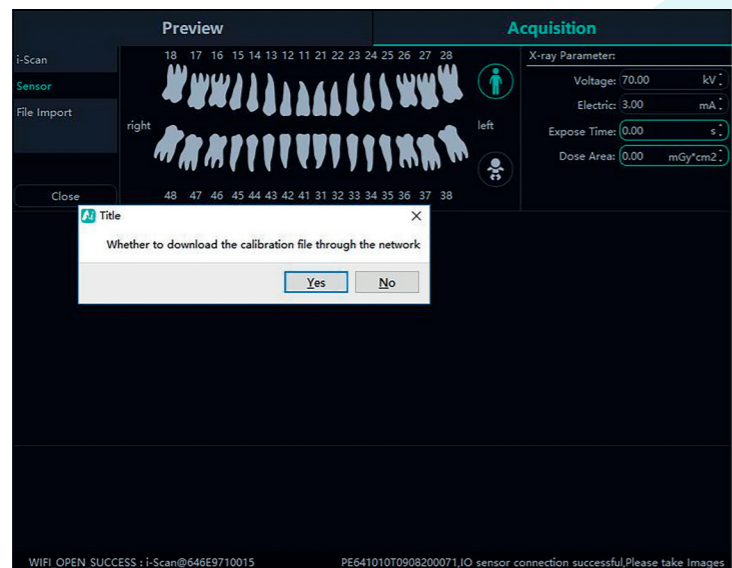 Preview
Acquisition
i-Scan
Sensor
File Import
Close
18 17 16 15 14 13 12 11 21 22 23 24 25 26 27 28
right
left
48 47 46 45 44 43 42 41 31 32 33 34 35 36 37 38
X-ray Parameter:
Voltage: 70.00 kV
Electric: 3.00 mA
Expose Time: 0.00 s
Dose Area: 0.00 mGy*cm2
Title
Whether to download the calibration file through the network
Yes No
WIFI OPEN SUCCESS : i-Scan@646E9710015
PE641010T0908200071,IO sensor connection successful,Please take Images